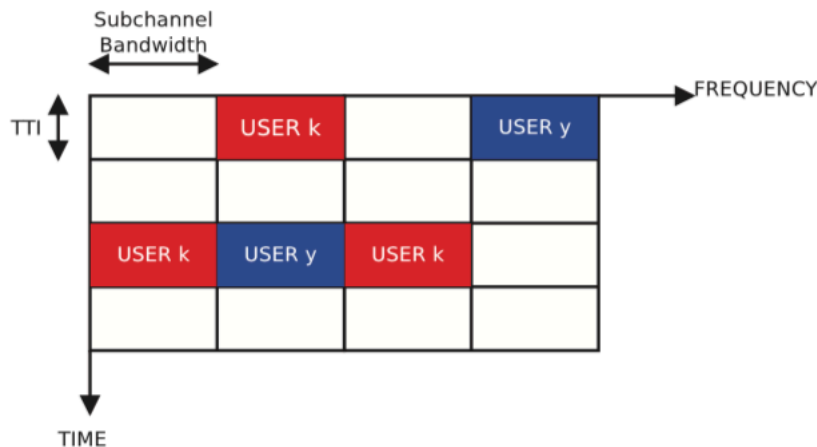 Subchannel
Bandwidth
FREQUENCY
TTI
USER k
USER y
USER k
USER y
USER k
TIME